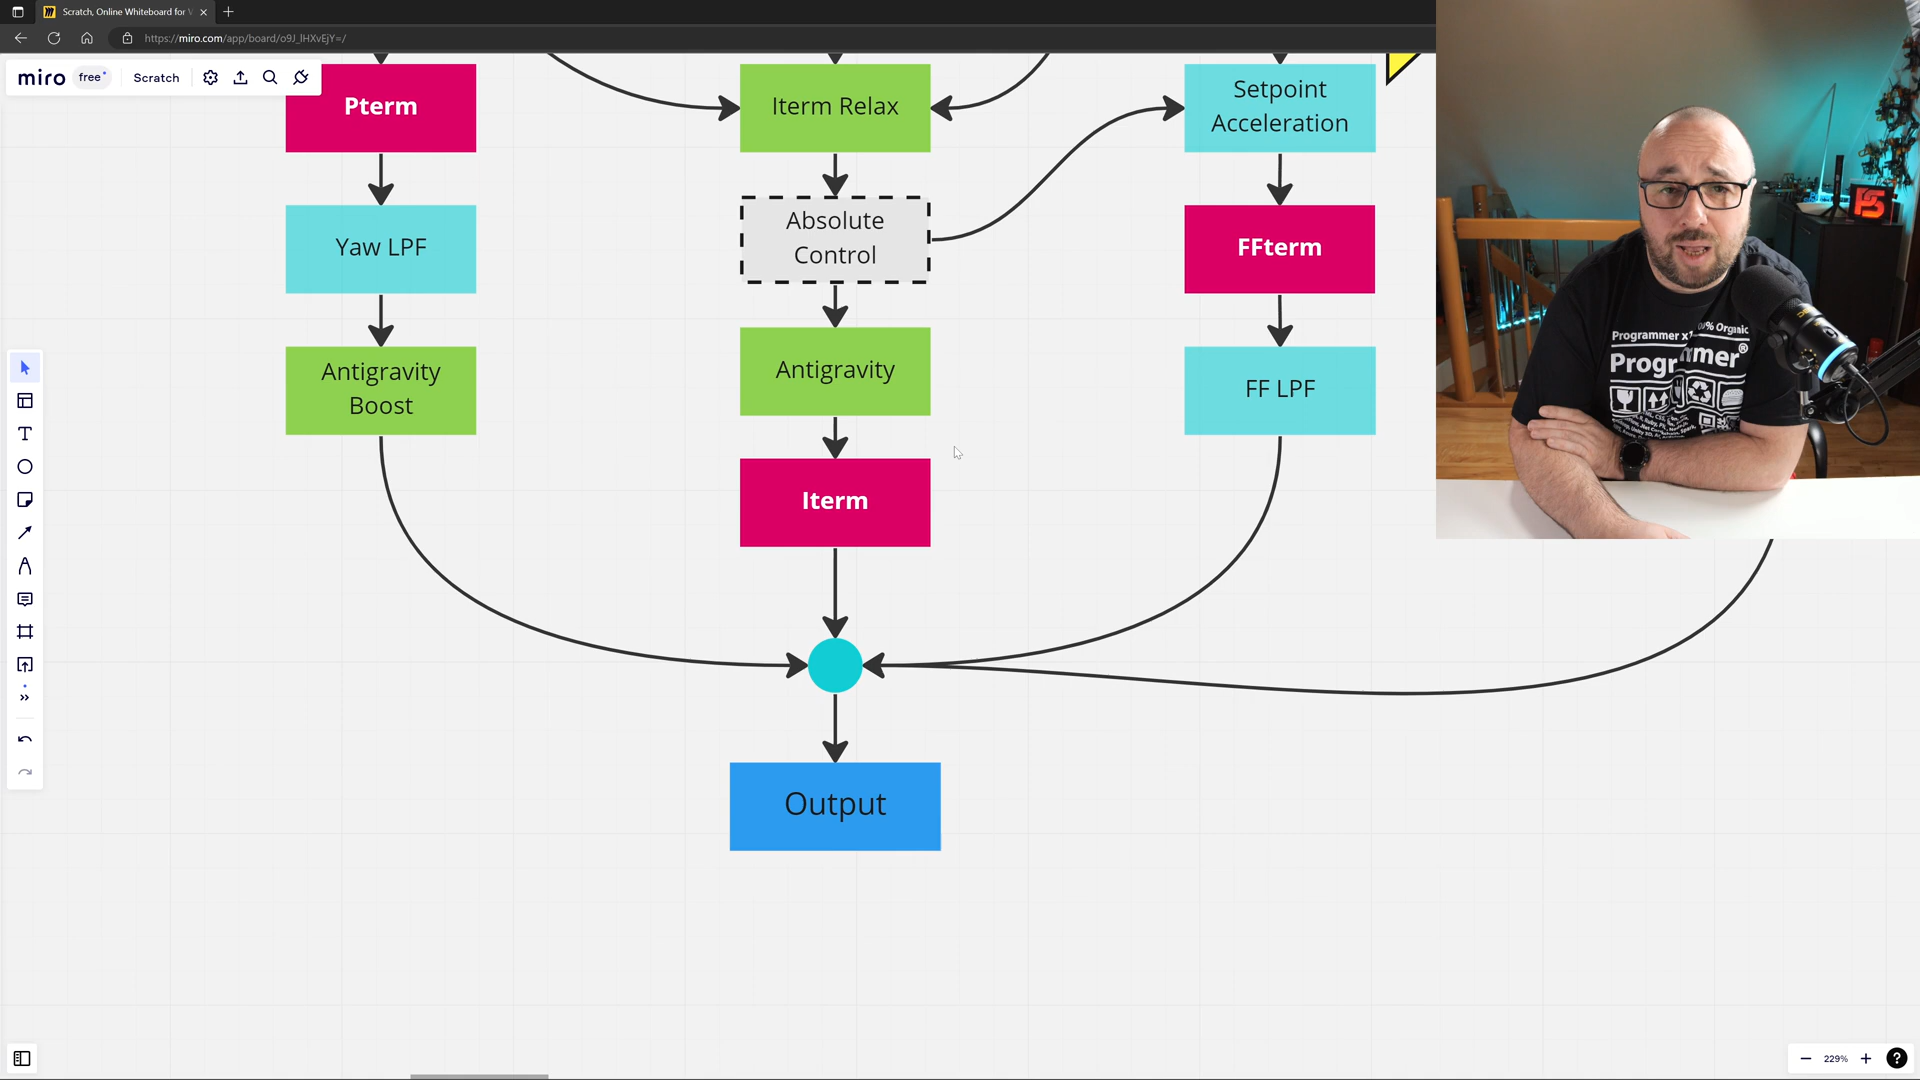 Scratch, Online Whiteboard for
https://miro.com/app/board/o9J_lHXvEjY=/
miro
free
Scratch
Pterm
Iterm Relax
Setpoint
Acceleration
Yaw LPF
Absolute
Control
FFterm
Antigravity
Boost
Antigravity
FF LPF
Iterm
Output
229%
?
Programmer
% Organic